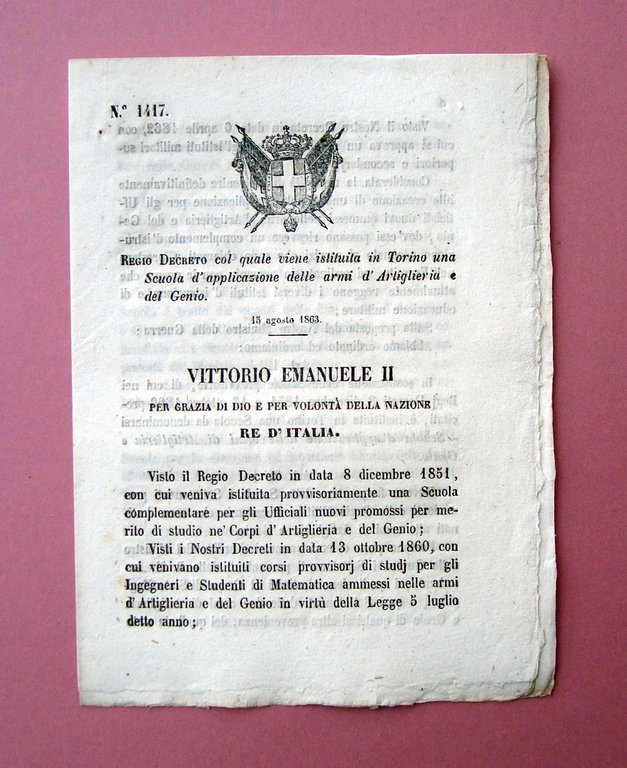 N.º 1417.
REGIO DECRETO col quale viene istituita in Torino una
Scuola d'applicazione delle armi d'Artiglieria e
del Genio.
15 agosto 1863.
VITTORIO EMANUELE II
PER GRAZIA DI DIO E PER VOLONTÀ DELLA NAZIONE
RE D'ITALIA.
Visto il Regio Decreto in data 8 dicembre 1851,
con cui veniva istituita provvisoriamente una Scuola
complementare per gli Ufficiali nuovi promossi per me-
rito di studio ne' Corpi d'Artiglieria e del Genio;
Visti i Nostri Decreti in data 13 ottobre 1860, con
cui venivano istituiti corsi provvisorj di studj per gli
Ingegneri e Studenti di Matematica ammessi nelle armi
d'Artiglieria e del Genio in virtù della Legge 5 luglio
detto anno;